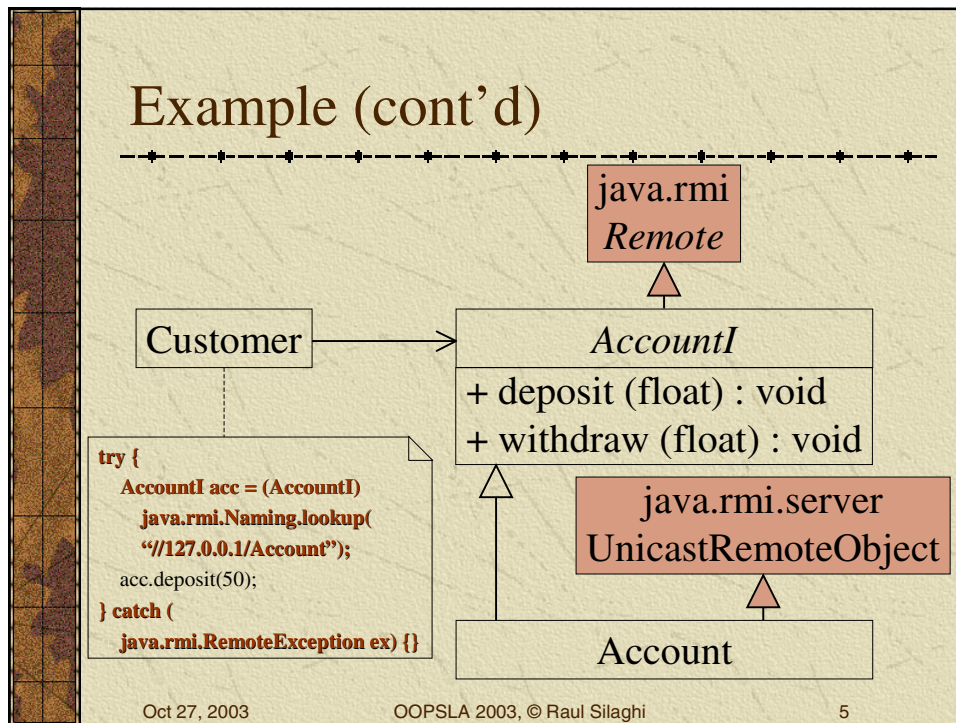 Example (cont’d)
java.rmi
Remote
Customer
AccountI
+ deposit (float) : void
+ withdraw (float) : void
try {
AccountI acc = (AccountI)
java.rmi.Naming.lookup(
“//127.0.0.1/Account”);
acc.deposit(50);
} catch (
java.rmi.RemoteException ex) {}
java.rmi.server
UnicastRemoteObject
Account
Oct 27, 2003
OOPSLA 2003, © Raul Silaghi
5